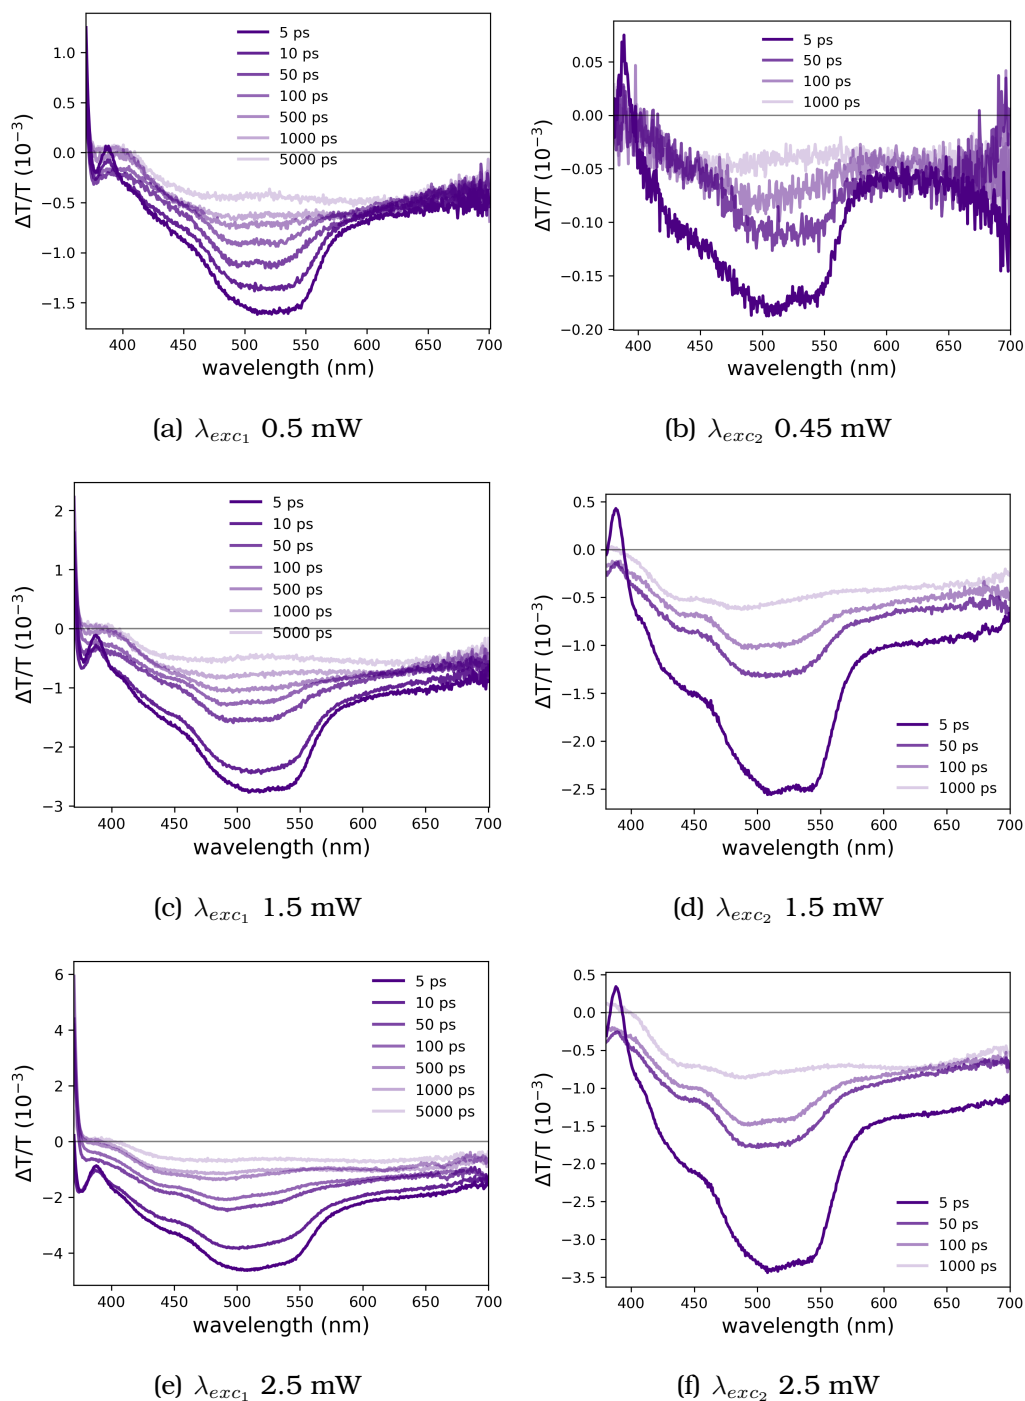 5 ps
10 ps
50 ps
100 ps
500 ps
1000 ps
5000 ps
1.0
0.5
0.0
−0.5
−1.0
−1.5
ΔT/T (10⁻³)
400 450 500 550 600 650 700
wavelength (nm)
(a) λexc₁ 0.5 mW
5 ps
50 ps
100 ps
1000 ps
0.05
0.00
−0.05
−0.10
−0.15
−0.20
ΔT/T (10⁻³)
400 450 500 550 600 650 700
wavelength (nm)
(b) λexc₂ 0.45 mW
5 ps
10 ps
50 ps
100 ps
500 ps
1000 ps
5000 ps
2
1
0
−1
−2
−3
ΔT/T (10⁻³)
400 450 500 550 600 650 700
wavelength (nm)
(c) λexc₁ 1.5 mW
0.5
0.0
−0.5
−1.0
−1.5
−2.0
−2.5
ΔT/T (10⁻³)
5 ps
50 ps
100 ps
1000 ps
400 450 500 550 600 650 700
wavelength (nm)
(d) λexc₂ 1.5 mW
5 ps
10 ps
50 ps
100 ps
500 ps
1000 ps
5000 ps
6
4
2
0
−2
−4
ΔT/T (10⁻³)
400 450 500 550 600 650 700
wavelength (nm)
(e) λexc₁ 2.5 mW
0.5
0.0
−0.5
−1.0
−1.5
−2.0
−2.5
−3.0
−3.5
ΔT/T (10⁻³)
5 ps
50 ps
100 ps
1000 ps
400 450 500 550 600 650 700
wavelength (nm)
(f) λexc₂ 2.5 mW